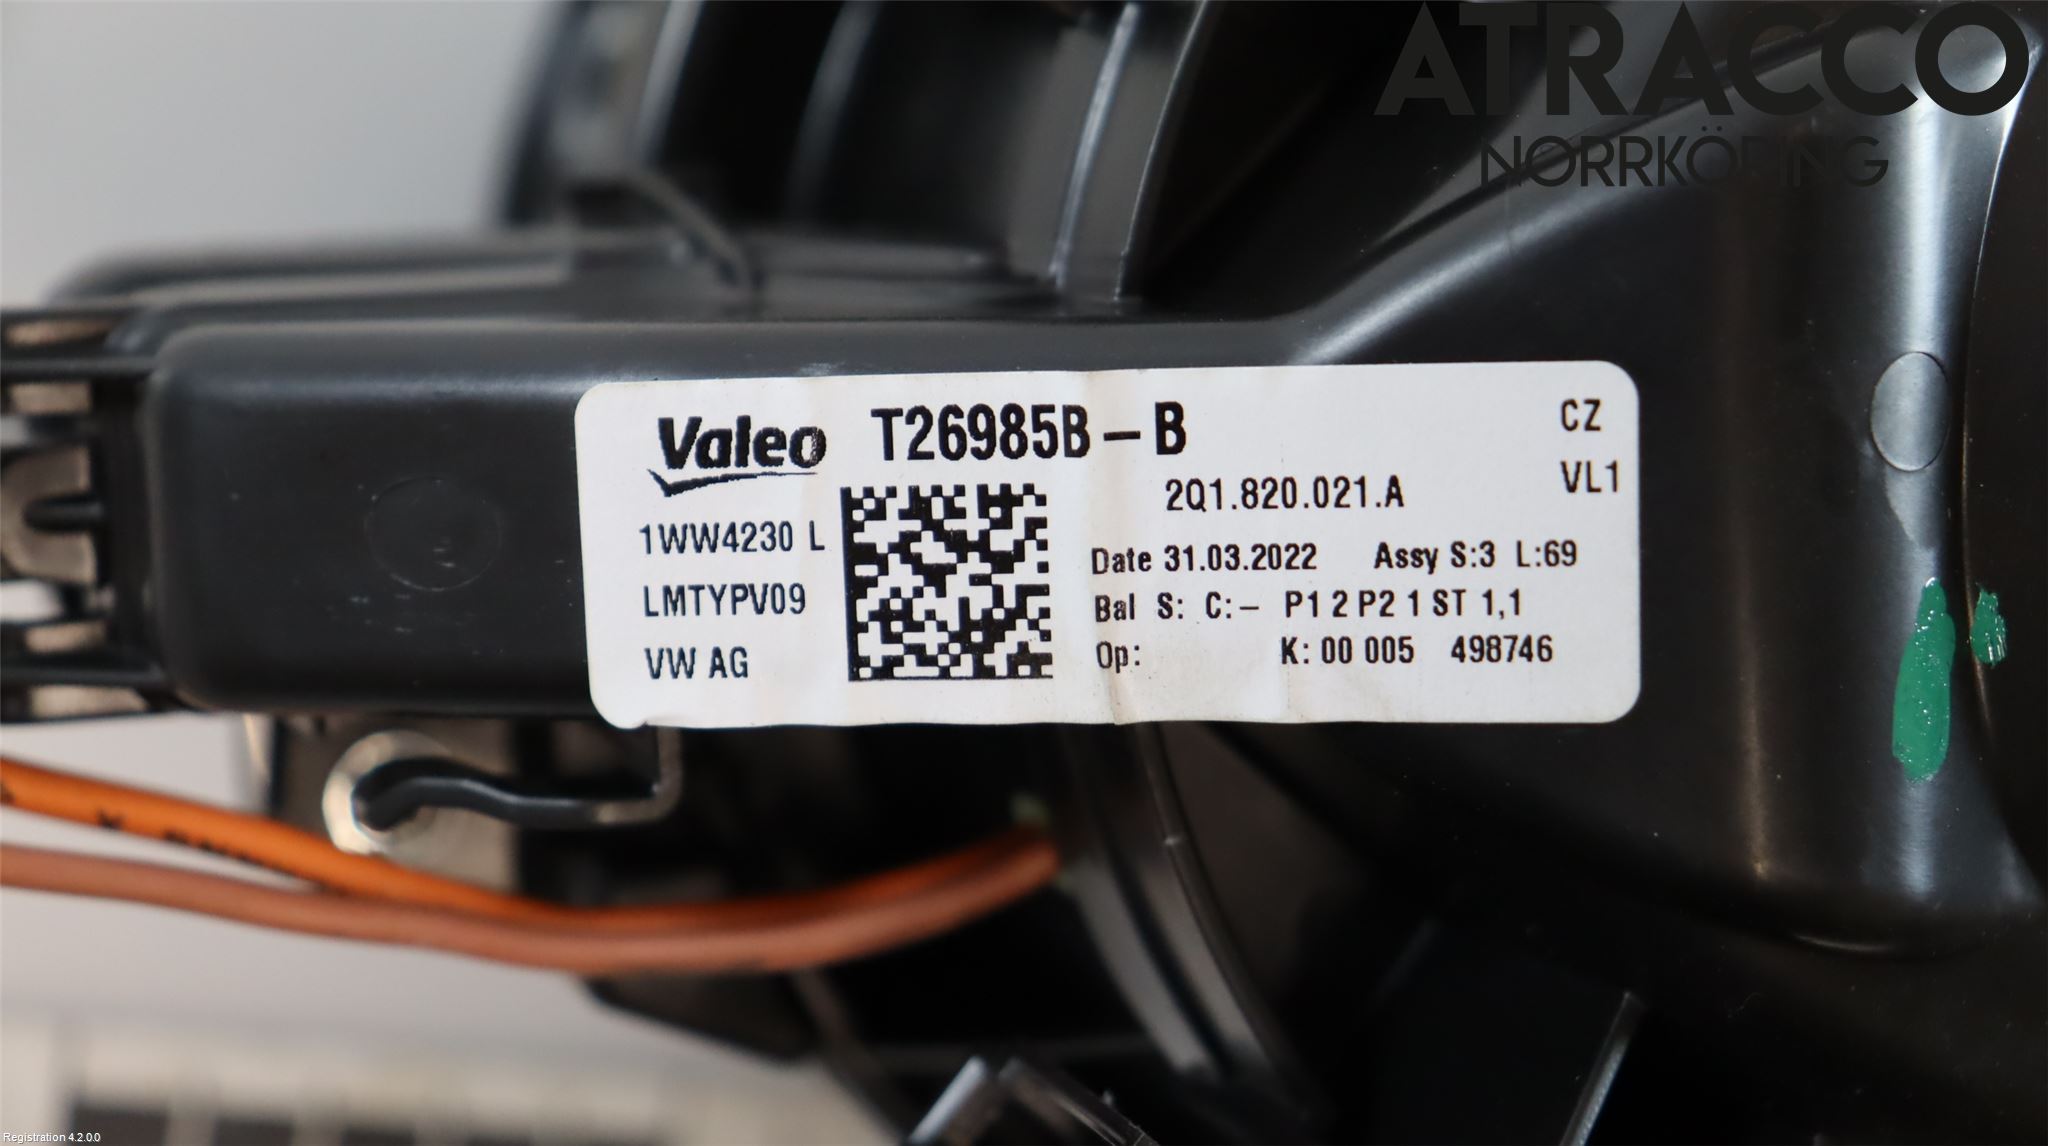 ATRACCO
NORRKÖPING
Valeo T26985B-B
CZ
2Q1.820.021.A
VL1
1WW4230 L
Date 31.03.2022 Assy S:3 L:69
LMTYPV09
Bal S: C:- P1 2 P2 1 ST 1,1
VW AG
Op: K: 00 005 498746
Registration 4.2.0.0